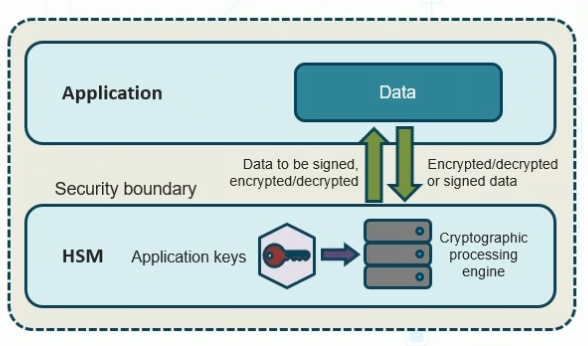 Application
Data
Data to be signed,
encrypted/decrypted
Encrypted/decrypted
or signed data
Security boundary
HSM
Application keys
Cryptographic
processing
engine